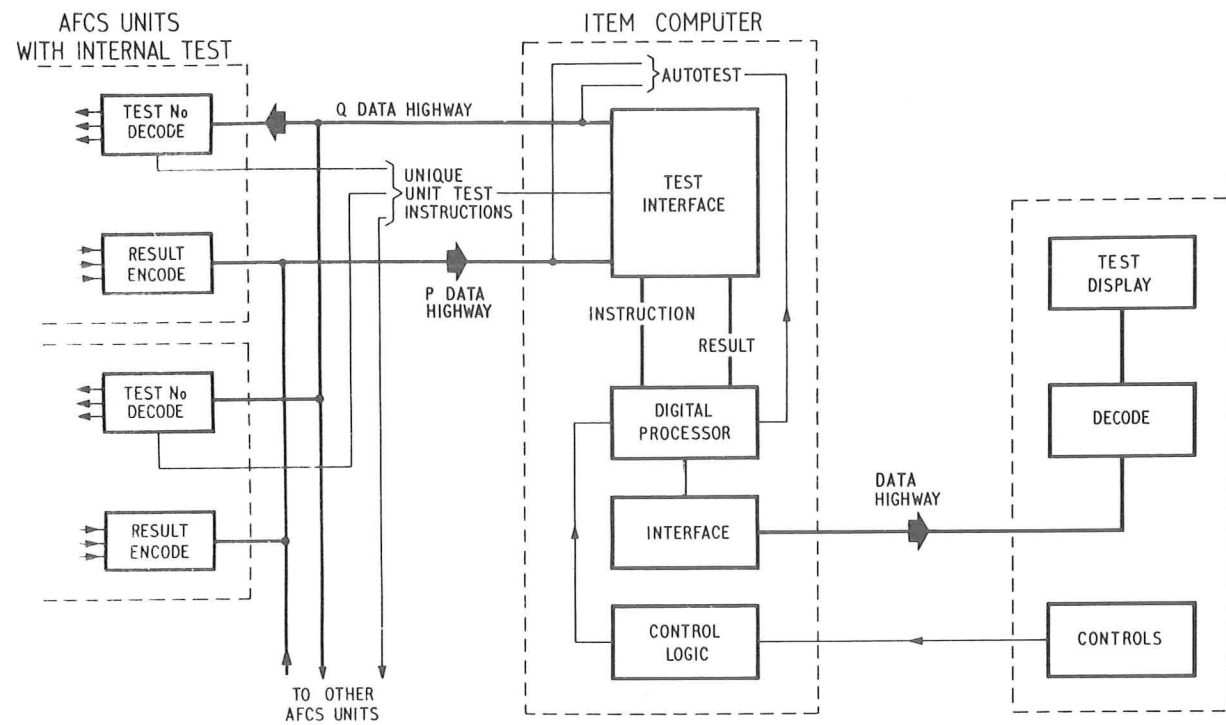 AFCS UNITS
WITH INTERNAL TEST
ITEM COMPUTER
TEST No
DECODE
Q DATA HIGHWAY
AUTOTEST
UNIQUE
UNIT TEST
INSTRUCTIONS
TEST
INTERFACE
RESULT
ENCODE
P DATA
HIGHWAY
INSTRUCTION
RESULT
TEST
DISPLAY
TEST No
DECODE
DIGITAL
PROCESSOR
DECODE
RESULT
ENCODE
INTERFACE
DATA
HIGHWAY
CONTROL
LOGIC
CONTROLS
TO OTHER
AFCS UNITS